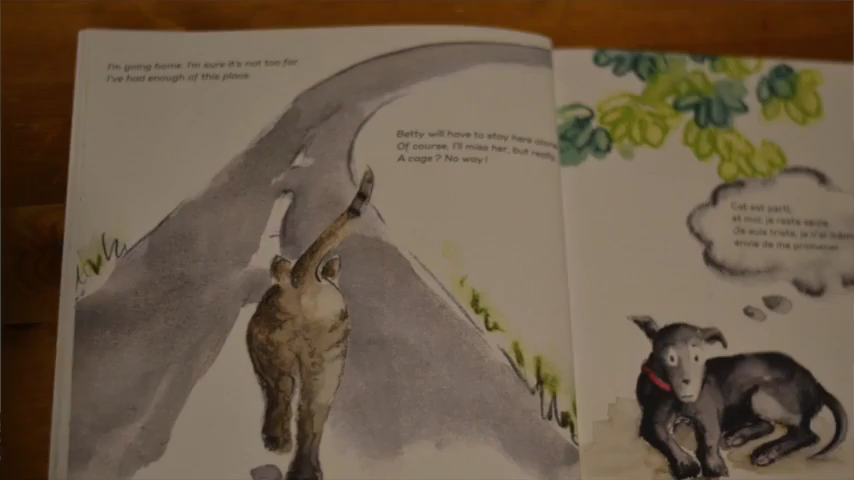 I'm going home. I'm sure it's not too far
I've had enough of this place.
Betty will have to stay here alone
Of course, I'll miss her, but really,
A cage? No way!
Cat est parti,
et moi, je reste seule.
Je suis triste, je n'ai même
envie de me promener